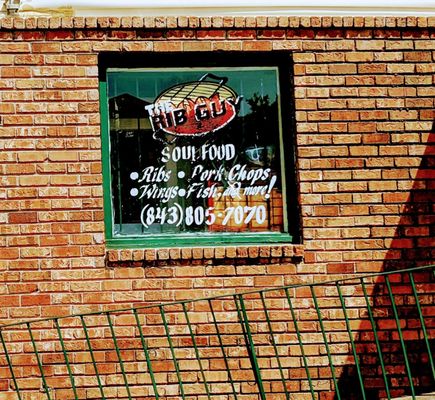 THE
RIB GUY
SOUL FOOD
• Ribs • Pork Chops
• Wings • Fish, and more!
(843) 805-7070